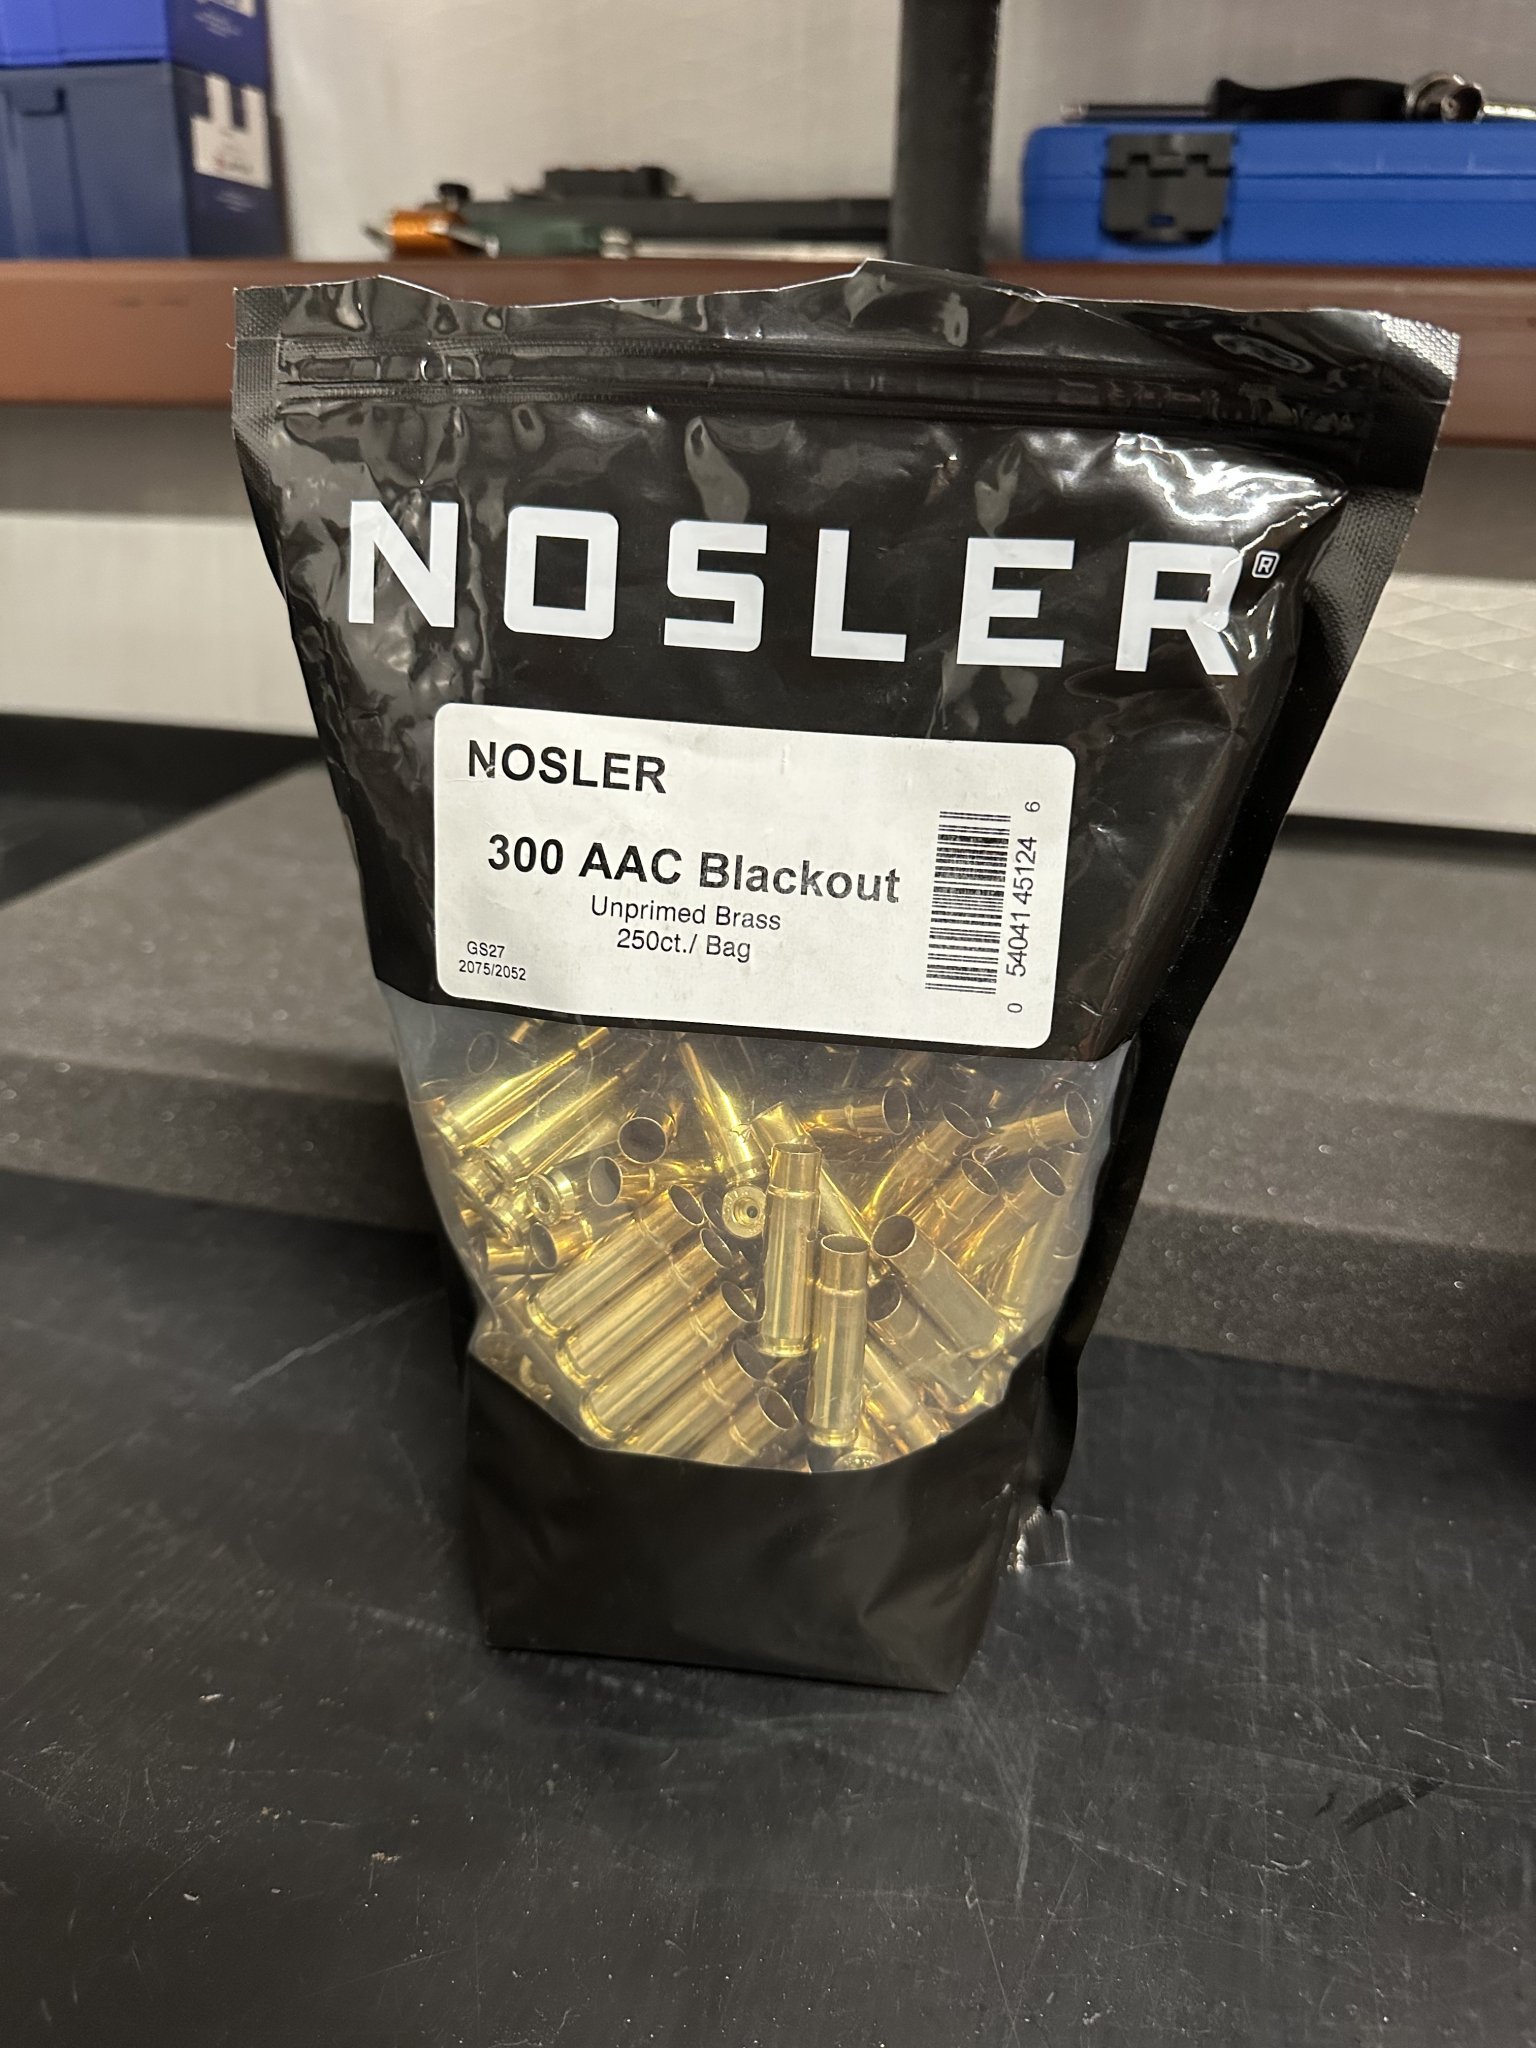 NOSLER®
NOSLER
300 AAC Blackout
Unprimed Brass
250ct./ Bag
GS27
2075/2052
0 54041 45124 6